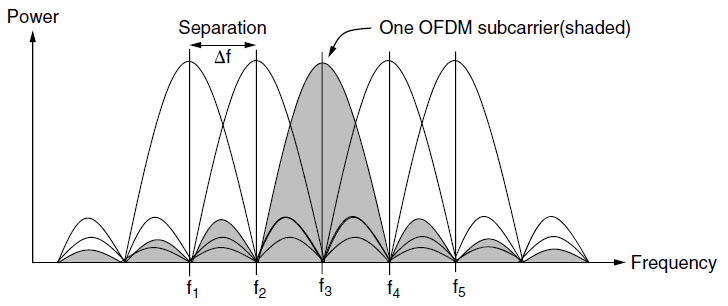 Power
Separation
Δf
One OFDM subcarrier(shaded)
Frequency
f₁ f₂ f₃ f₄ f₅